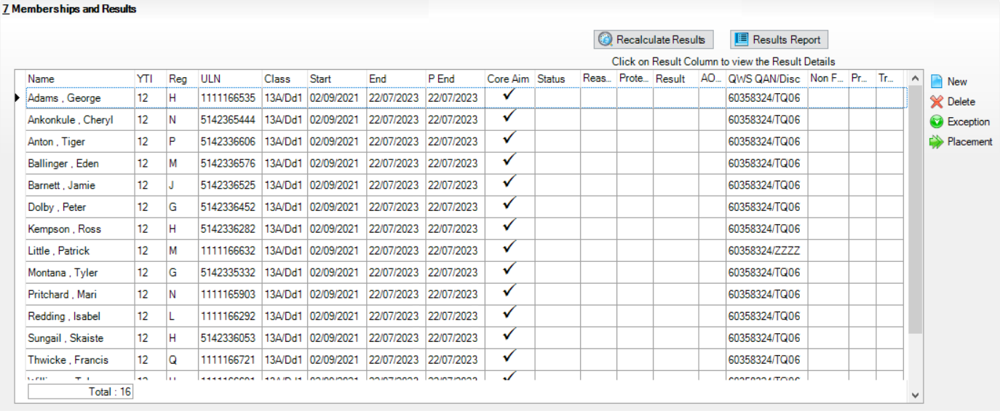 7 Memberships and Results
Recalculate Results Results Report
Click on Result Column to view the Result Details
Name YTI Reg ULN Class Start End P End Core Aim Status Reas... Prote... Result AO... QWS QAN/Disc Non F... Pr... Tr...
Adams , George 12 H 1111166535 13A/Dd1 02/09/2021 22/07/2023 22/07/2023 ✓ 60358324/TQ06
Ankonkule , Cheryl 12 N 5142365444 13A/Dd1 02/09/2021 22/07/2023 22/07/2023 ✓ 60358324/TQ06
Anton , Tiger 12 P 5142336606 13A/Dd1 02/09/2021 22/07/2023 22/07/2023 ✓ 60358324/TQ06
Ballinger , Eden 12 M 5142336576 13A/Dd1 02/09/2021 22/07/2023 22/07/2023 ✓ 60358324/TQ06
Barnett , Jamie 12 J 5142336525 13A/Dd1 02/09/2021 22/07/2023 22/07/2023 ✓ 60358324/TQ06
Dolby , Peter 12 G 5142336452 13A/Dd1 02/09/2021 22/07/2023 22/07/2023 ✓ 60358324/TQ06
Kempson , Ross 12 H 5142336282 13A/Dd1 02/09/2021 22/07/2023 22/07/2023 ✓ 60358324/TQ06
Little , Patrick 12 M 1111166632 13A/Dd1 02/09/2021 22/07/2023 22/07/2023 ✓ 60358324/ZZZZ
Montana , Tyler 12 G 5142335332 13A/Dd1 02/09/2021 22/07/2023 22/07/2023 ✓ 60358324/TQ06
Pritchard , Mari 12 N 1111165903 13A/Dd1 02/09/2021 22/07/2023 22/07/2023 ✓ 60358324/TQ06
Redding , Isabel 12 L 1111166292 13A/Dd1 02/09/2021 22/07/2023 22/07/2023 ✓ 60358324/TQ06
Sungail , Skaiste 12 H 5142336053 13A/Dd1 02/09/2021 22/07/2023 22/07/2023 ✓ 60358324/TQ06
Thwicke , Francis 12 Q 1111166721 13A/Dd1 02/09/2021 22/07/2023 22/07/2023 ✓ 60358324/TQ06
Total : 16
New
Delete
Exception
Placement